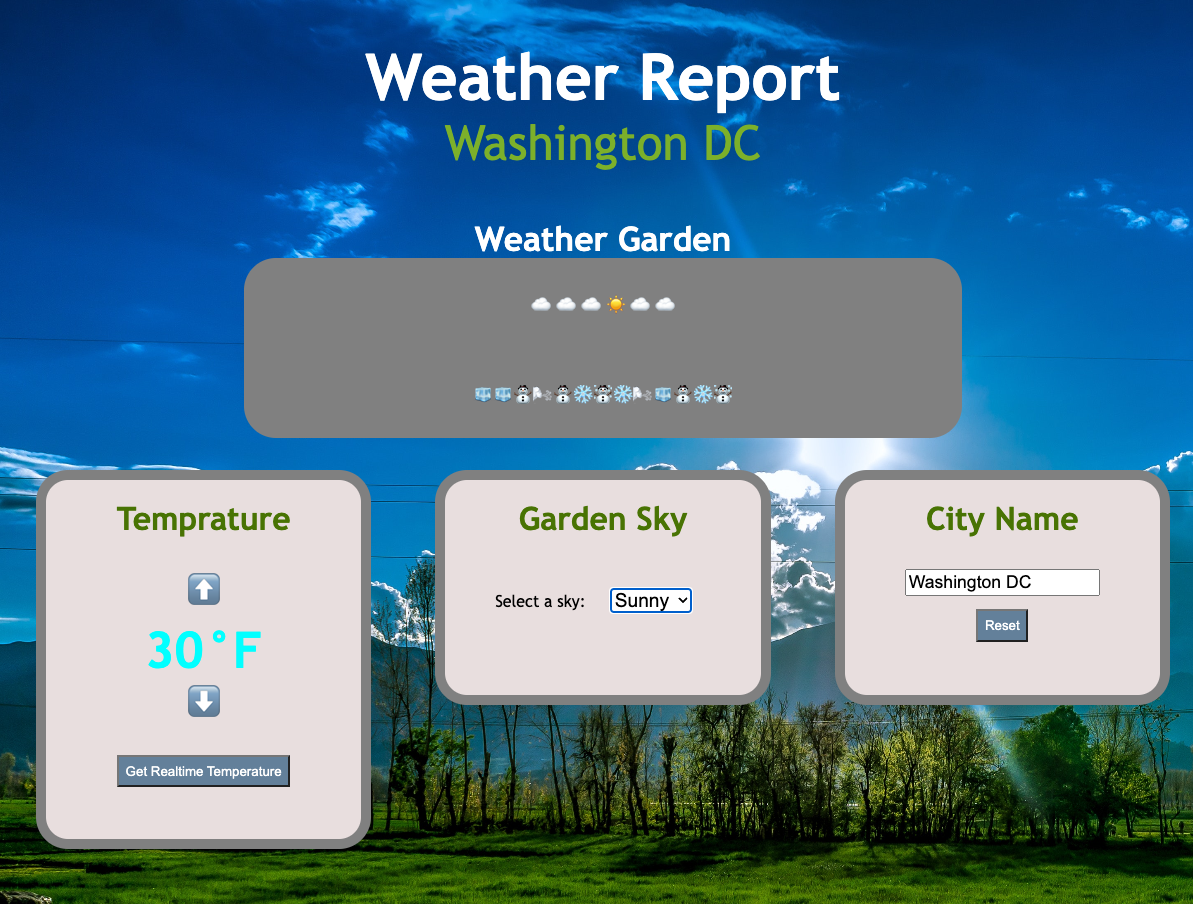 Weather Report
Washington DC
Weather Garden
Temprature
30°F
Get Realtime Temperature
Garden Sky
Select a sky: Sunny
City Name
Washington DC
Reset